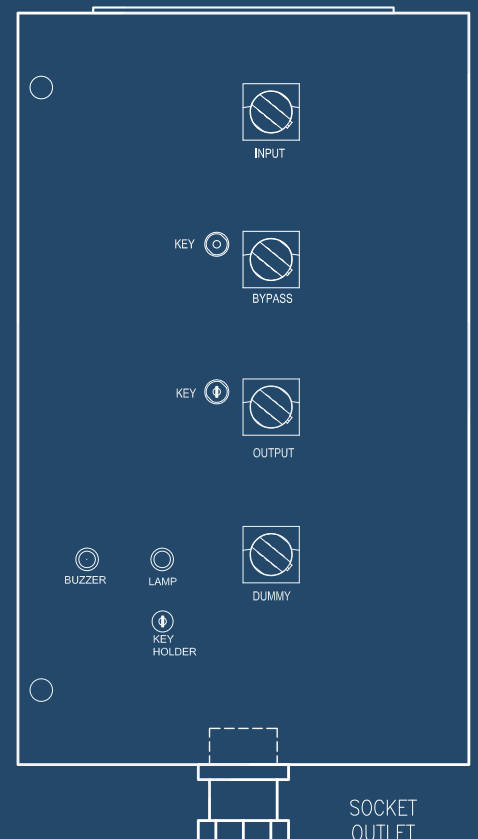 INPUT
KEY
BYPASS
KEY
OUTPUT
BUZZER
LAMP
DUMMY
KEY
HOLDER
SOCKET
OUTLET